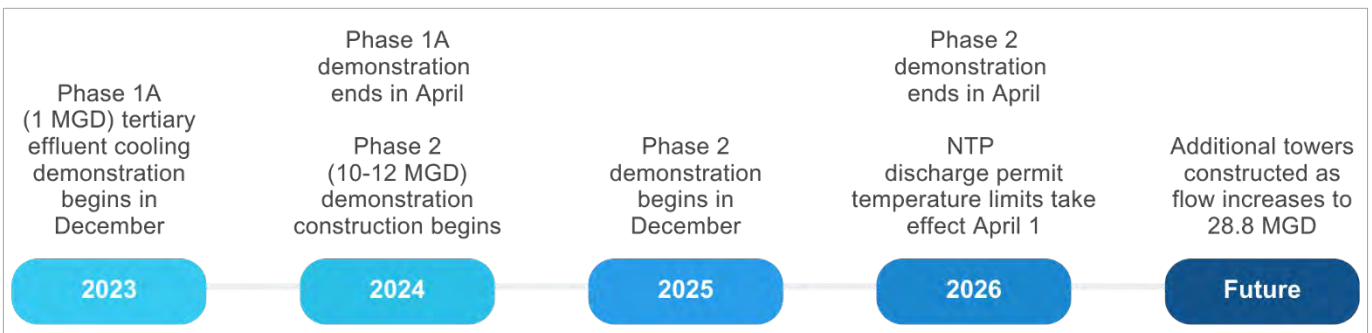 Phase 1A
(1 MGD) tertiary
effluent cooling
demonstration
begins in
December
2023
Phase 1A
demonstration
ends in April
Phase 2
(10-12 MGD)
demonstration
construction begins
2024
Phase 2
demonstration
begins in
December
2025
Phase 2
demonstration
ends in April
NTP
discharge permit
temperature limits take
effect April 1
2026
Additional towers
constructed as
flow increases to
28.8 MGD
Future